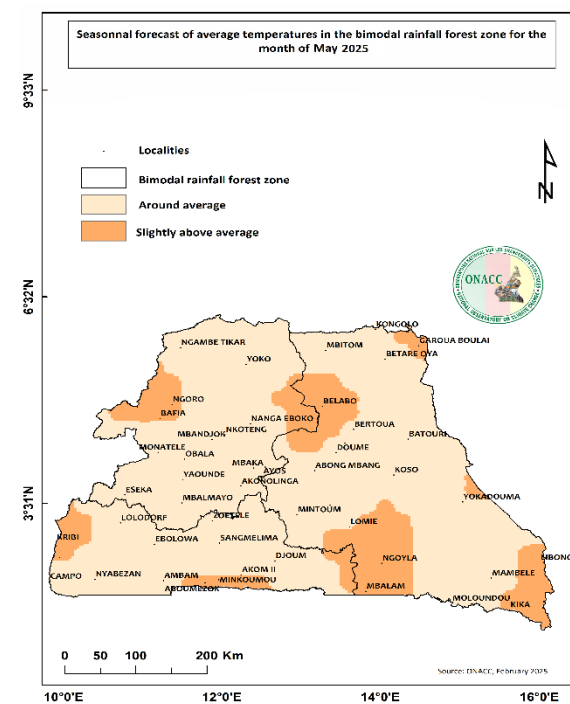 Seasonnal forecast of average temperatures in the bimodal rainfall forest zone for the
month of May 2025
9°33'N
N
Localities
Bimodal rainfall forest zone
Around average
Slightly above average
ONACC
6°22'N
KONGOLO
NGAMBE TIKAR
MBITOM
GAROUA BOULAI
YOKO
BETARE OYA
NGORO
BELABO
BAFIA
NANGA EBOKO
MBANDJOK
NKOTENG
BERTOUA
BATOURI
MONATELE
OBALA
DOUME
MBAKA
AYOS
ABONG MBANG
YAOUNDE
KOSO
AKONOLINGA
ESEKA
MBALMAYO
YOKADOUMA
3°31'N
MINTOUM
LOLODORF
ZOETELE
LOMIE
KRIBI
EBOLOWA
SANGMELIMA
DJOUM
NGOYLA
MBONG
CAMPO
NYABEZAN
AMBAM
AKOM II
MINKOUMOU
MAMBELE
ABOUMEZOK
MBALAM
MOLOUNDOU
KIKA
0 50 100 200 Km
Source: ONACC, February 2025
10°0'E 12°0'E 14°0'E 16°0'E